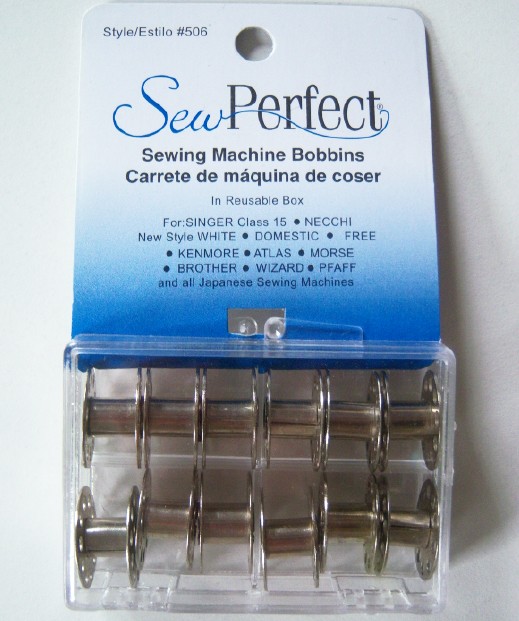 Style/Estilo #506
SewPerfect®
Sewing Machine Bobbins
Carrete de máquina de coser
In Reusable Box
For:SINGER Class 15 • NECCHI
New Style WHITE • DOMESTIC • FREE
• KENMORE • ATLAS • MORSE
• BROTHER • WIZARD • PFAFF
and all Japanese Sewing Machines